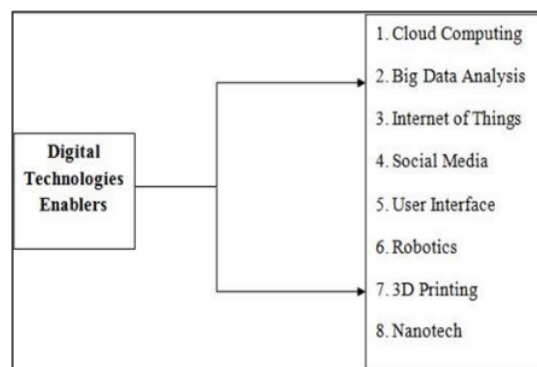 Digital
Technologies
Enablers
1. Cloud Computing
2. Big Data Analysis
3. Internet of Things
4. Social Media
5. User Interface
6. Robotics
7. 3D Printing
8. Nanotech